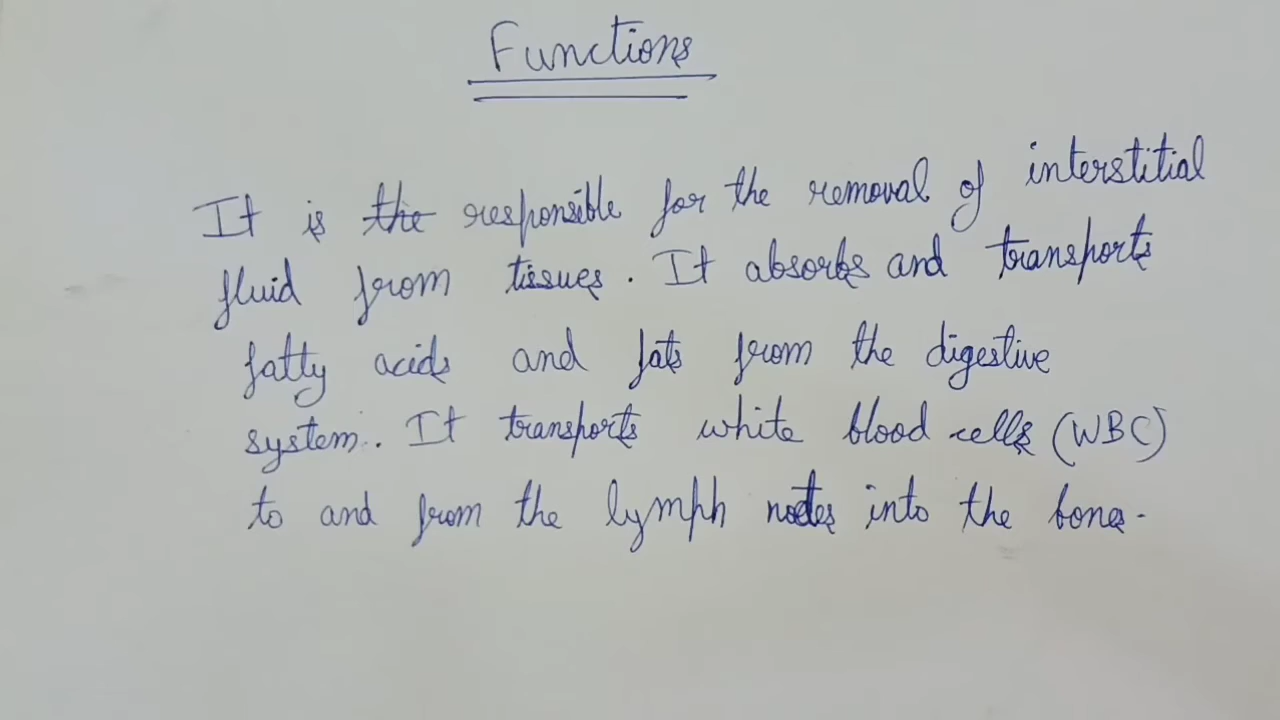 Functions
It is the responsible for the removal of interstitial
fluid from tissues. It absorbs and transports
fatty acids and fats from the digestive
system. It transports white blood cells (WBC)
to and from the lymph nodes into the bones.